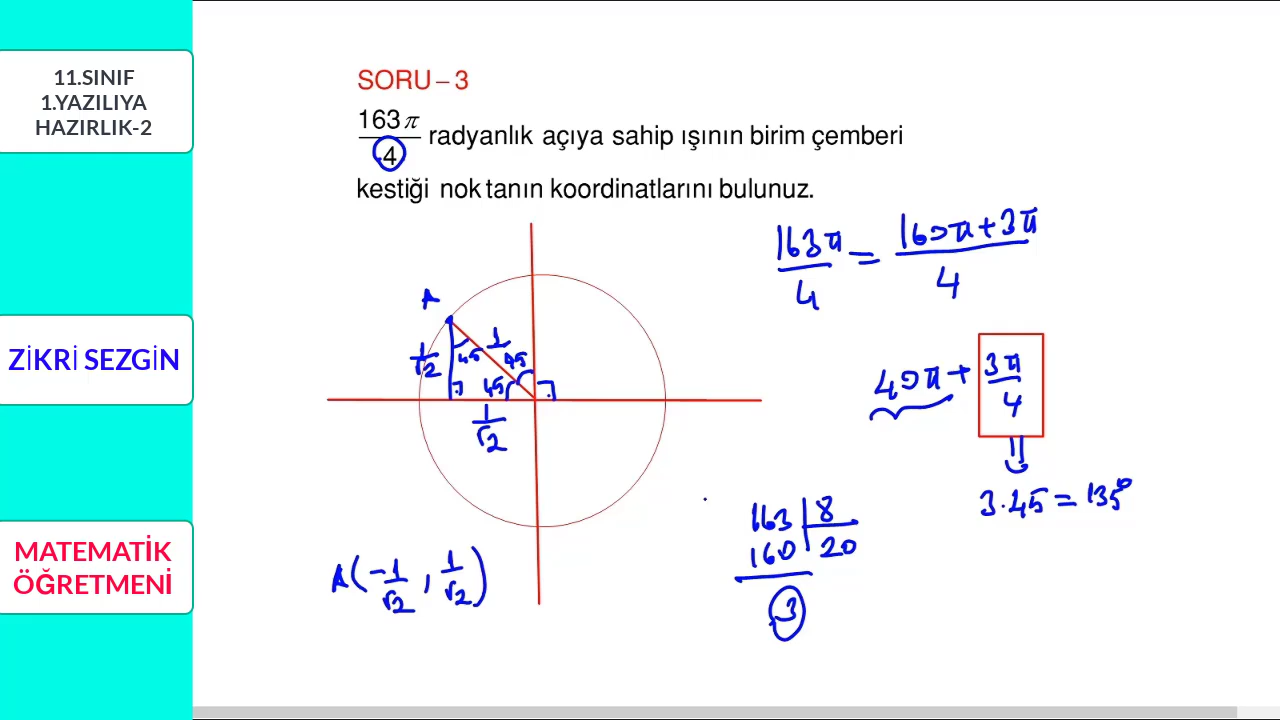 11.SINIF
1.YAZILIYA
HAZIRLIK-2
ZİKRİ SEZGİN
MATEMATİK
ÖĞRETMENİ
SORU – 3
163π
4
radyanlık açıya sahip ışının birim çemberi
kestiği noktanın koordinatlarını bulunuz.
163π/4 = 160π+3π/4
40π + 3π/4
3.45 = 135°
A
1/√2
45
1
45
45
1/√2
A(-1/√2, 1/√2)
163 | 8
160 | 20
3